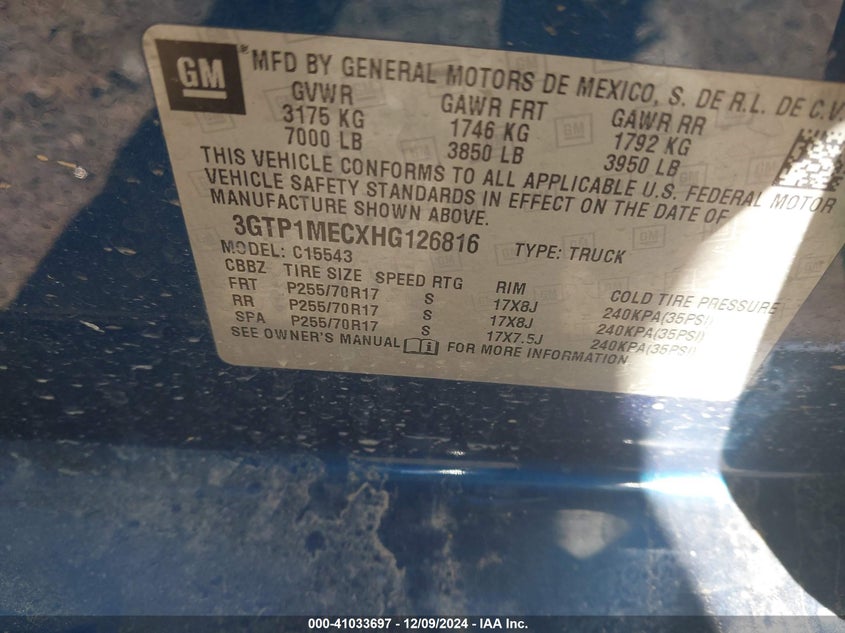 GM
®
MFD BY GENERAL MOTORS DE MEXICO, S. DE R.L. DE C.V.
GVWR GAWR FRT GAWR RR
3175 KG 1746 KG 1792 KG
7000 LB 3850 LB 3950 LB
THIS VEHICLE CONFORMS TO ALL APPLICABLE U.S. FEDERAL MOTOR
VEHICLE SAFETY STANDARDS IN EFFECT ON THE DATE OF
MANUFACTURE SHOWN ABOVE.
3GTP1MECXHG126816 TYPE: TRUCK
MODEL: C15543
CBBZ TIRE SIZE SPEED RTG RIM COLD TIRE PRESSURE
FRT P255/70R17 S 17X8J 240KPA(35PSI)
RR P255/70R17 S 17X8J 240KPA(35PSI)
SPA P255/70R17 S 17X7.5J 240KPA(35PSI)
SEE OWNER'S MANUAL FOR MORE INFORMATION
000-41033697 - 12/09/2024 - IAA Inc.